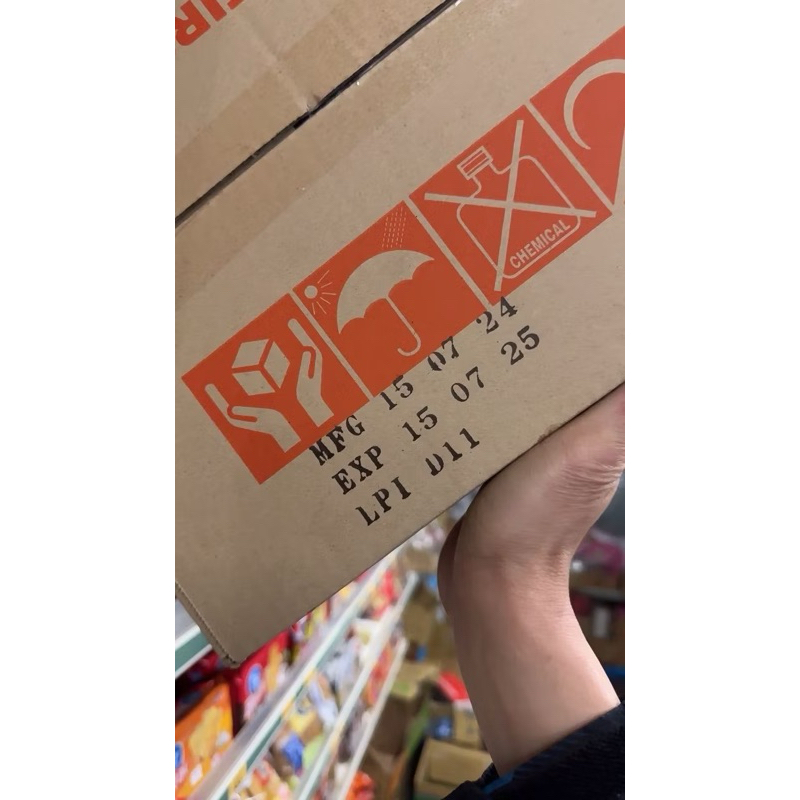 CHEMICAL
MFG 15 07 24
EXP 15 07 25
LPI D11